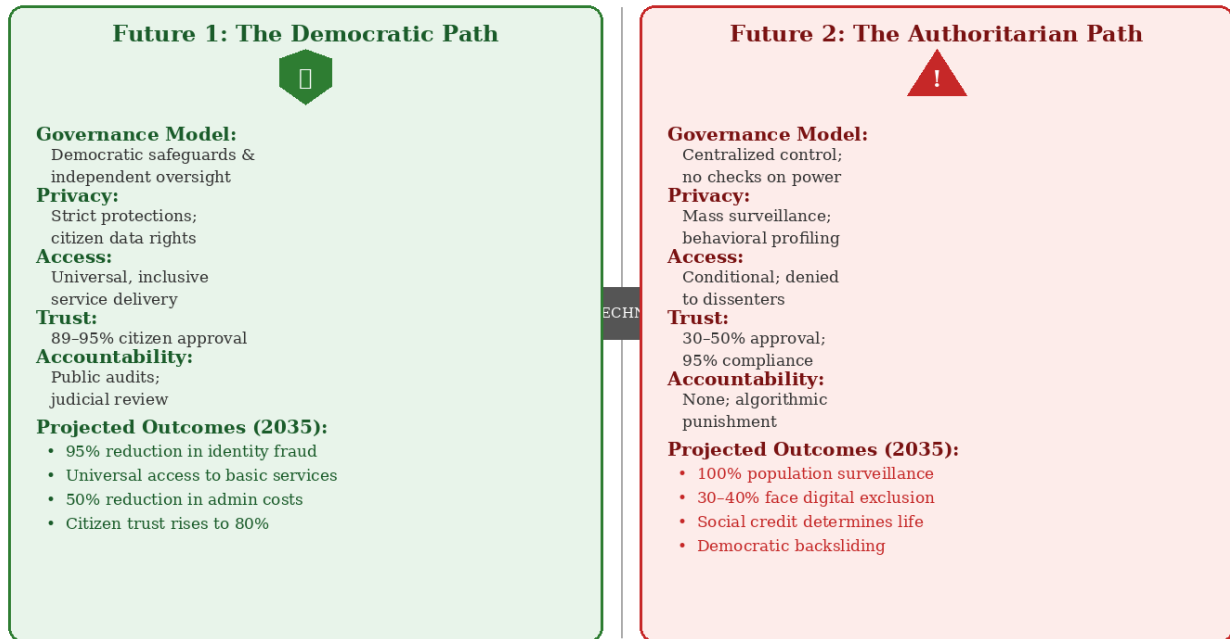 Future 1: The Democratic Path
Governance Model:
Democratic safeguards &
independent oversight
Privacy:
Strict protections;
citizen data rights
Access:
Universal, inclusive
service delivery
Trust:
89–95% citizen approval
Accountability:
Public audits;
judicial review
Projected Outcomes (2035):
• 95% reduction in identity fraud
• Universal access to basic services
• 50% reduction in admin costs
• Citizen trust rises to 80%
Future 2: The Authoritarian Path
!
Governance Model:
Centralized control;
no checks on power
Privacy:
Mass surveillance;
behavioral profiling
Access:
Conditional; denied
to dissenters
Trust:
30–50% approval;
95% compliance
Accountability:
None; algorithmic
punishment
Projected Outcomes (2035):
• 100% population surveillance
• 30–40% face digital exclusion
• Social credit determines life
• Democratic backsliding